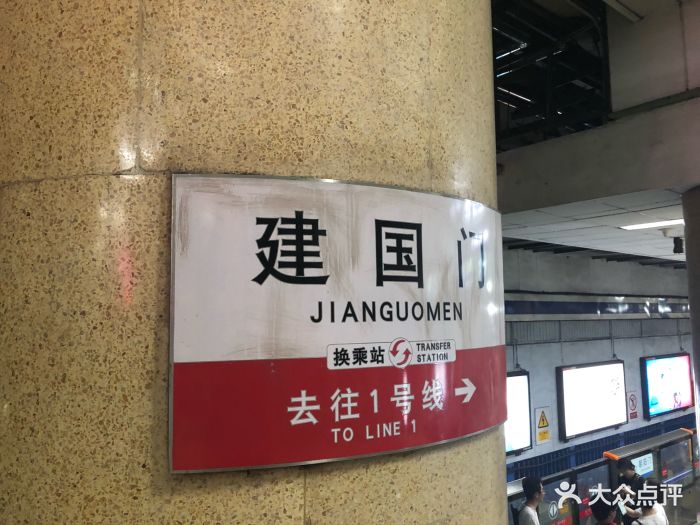 建国门
JIANGUOMEN
换乘站 TRANSFER STATION
去往1号线→
TO LINE 1
大众点评